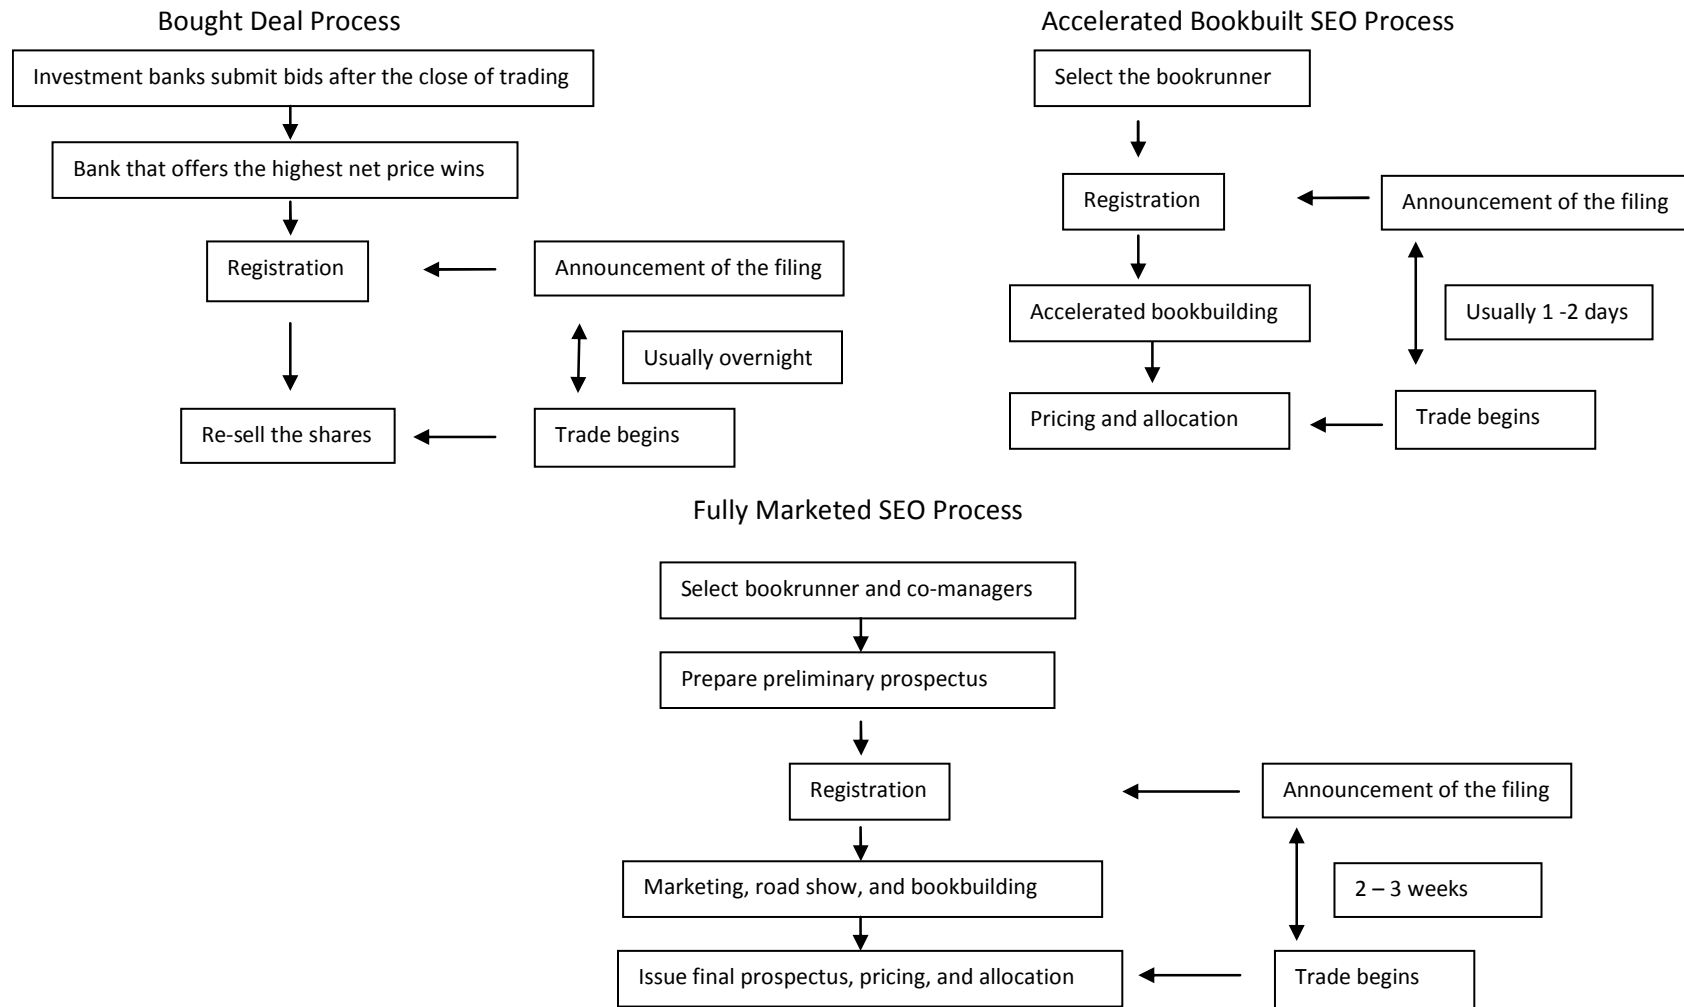 Bought Deal Process
Investment banks submit bids after the close of trading
Bank that offers the highest net price wins
Registration
Announcement of the filing
Usually overnight
Re-sell the shares
Trade begins
Accelerated Bookbuilt SEO Process
Select the bookrunner
Registration
Announcement of the filing
Accelerated bookbuilding
Usually 1 -2 days
Pricing and allocation
Trade begins
Fully Marketed SEO Process
Select bookrunner and co-managers
Prepare preliminary prospectus
Registration
Announcement of the filing
Marketing, road show, and bookbuilding
2 – 3 weeks
Issue final prospectus, pricing, and allocation
Trade begins